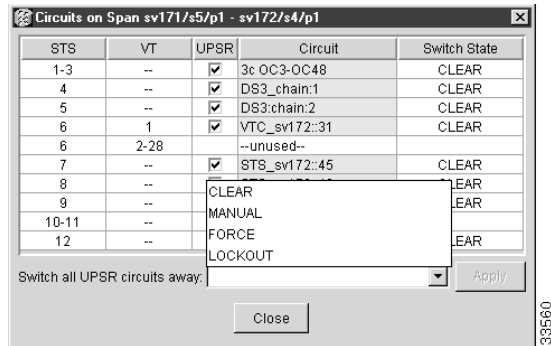 Circuits on Span sv171/s5/p1 - sv172/s4/p1
STS VT UPSR Circuit Switch State
1-3 -- 3c OC3-OC48 CLEAR
4 -- DS3_chain:1 CLEAR
5 -- DS3:chain:2 CLEAR
6 1 VTC_sv172::31 CLEAR
6 2-28 --unused--
7 -- STS_sv172::45 CLEAR
8 -- LEAR
CLEAR
9 -- LEAR
MANUAL
10-11 --
FORCE
12 -- LEAR
LOCKOUT
Switch all UPSR circuits away: Apply
Close
33560